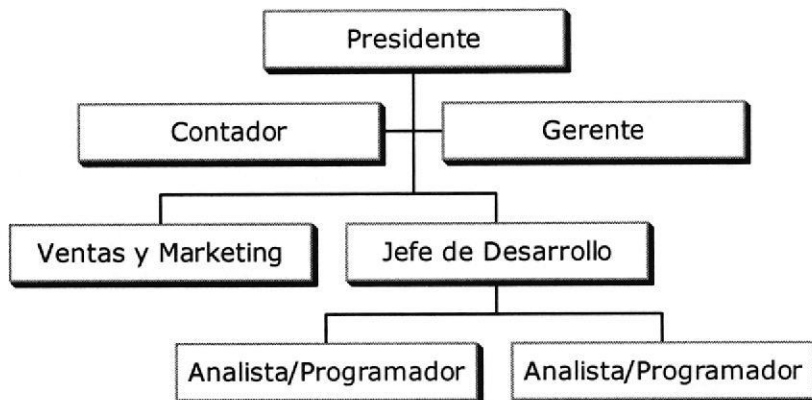 Presidente
Contador
Gerente
Ventas y Marketing
Jefe de Desarrollo
Analista/Programador
Analista/Programador